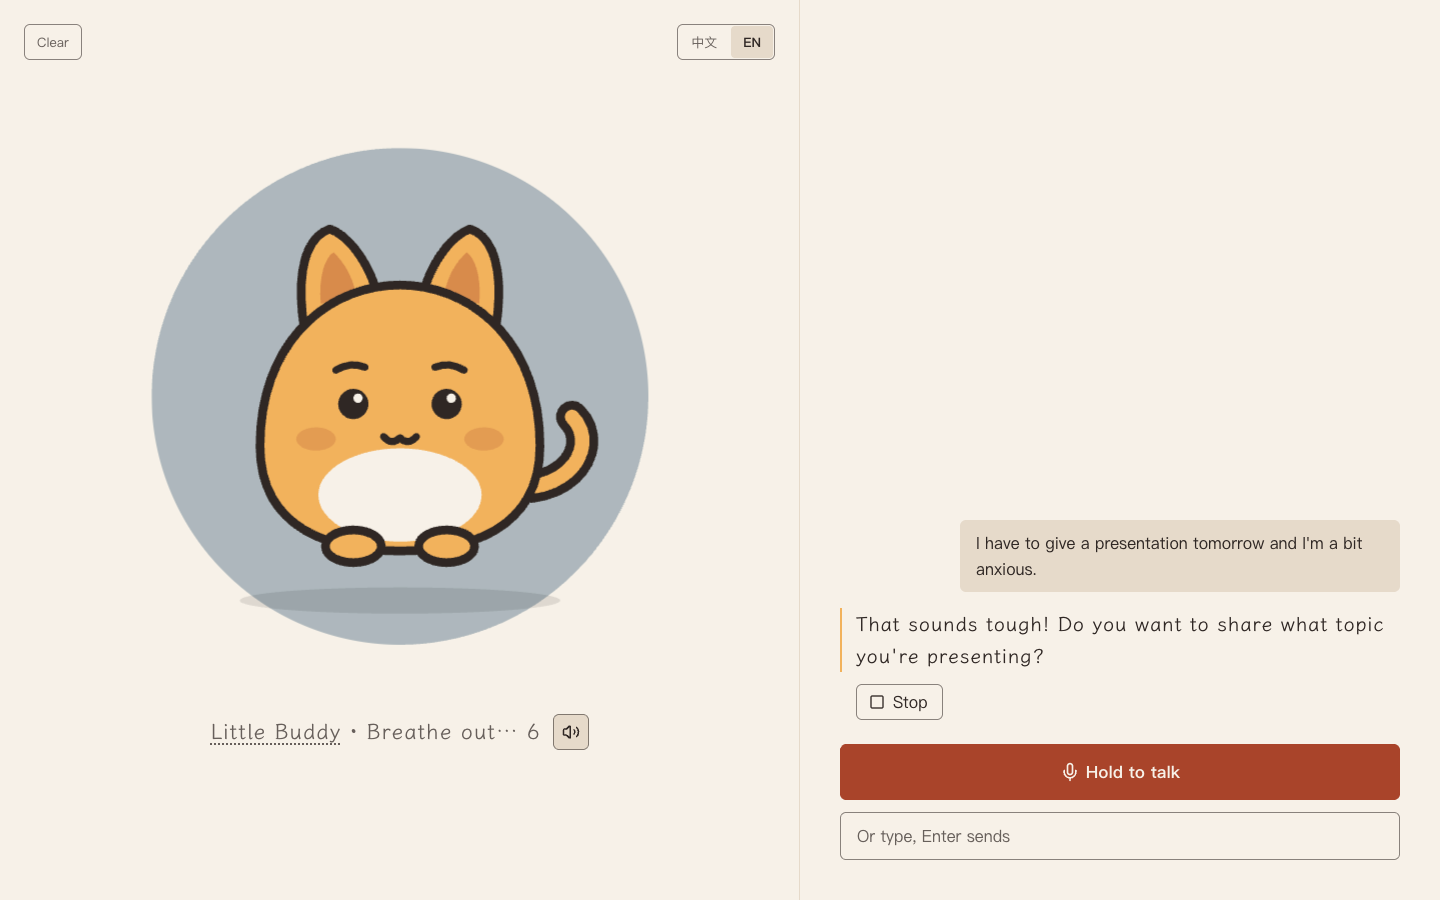 Clear
中文 EN
Little Buddy • Breathe out··· 6
I have to give a presentation tomorrow and I'm a bit
anxious.
That sounds tough! Do you want to share what topic
you're presenting?
Stop
Hold to talk
Or type, Enter sends